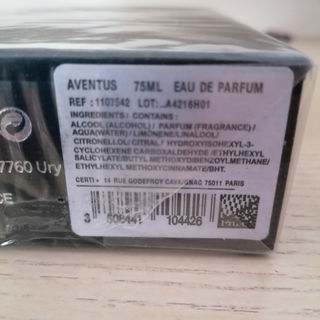 AVENTUS 75ML EAU DE PARFUM
REF : 1107542 LOT:..A4216H01
INGREDIENTS / CONTAINS :
ALCOOL (ALCOHOL) / PARFUM (FRAGRANCE) /
AQUA(WATER) / LIMONENE/LINALOOL/
CITRONELLOL/ CITRAL/ HYDROXYISOHEXYL-3-
CYCLOHEXENE CARBOXALDEHYDE/ETHYLHEXYL
SALICYLATE/BUTYL METHOXYDIBENZOYLMETHANE/
ETHYLHEXYL METHOXYCINNAMATE/BHT.
7760 Ury
CERTI • 14 RUE GODEFROY CAVAIGNAC 75011 PARIS
CE
3 508441 104426